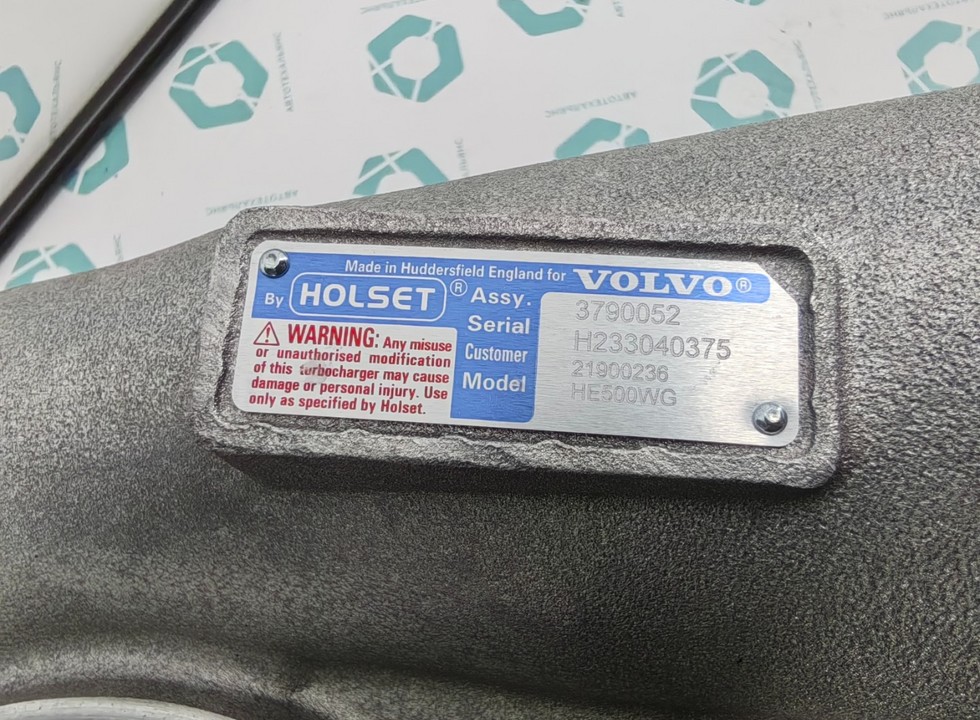 Made in Huddersfield England for VOLVO®
By HOLSET®
Assy. 3790052
Serial H233040375
Customer 21900236
Model HE500WG
⚠ WARNING: Any misuse
or unauthorised modification
of this turbocharger may cause
damage or personal injury. Use
only as specified by Holset.